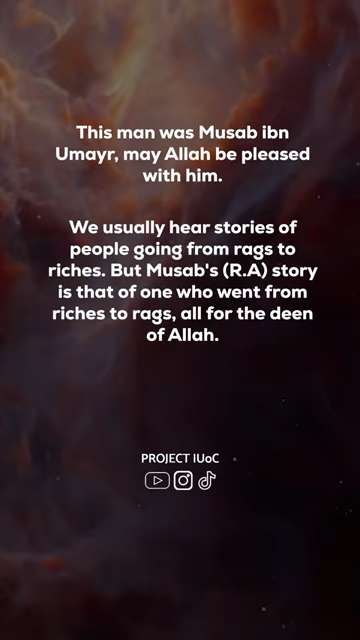 This man was Musab ibn
Umayr, may Allah be pleased
with him.
We usually hear stories of
people going from rags to
riches. But Musab's (R.A) story
is that of one who went from
riches to rags, all for the deen
of Allah.
PROJECT IUoC